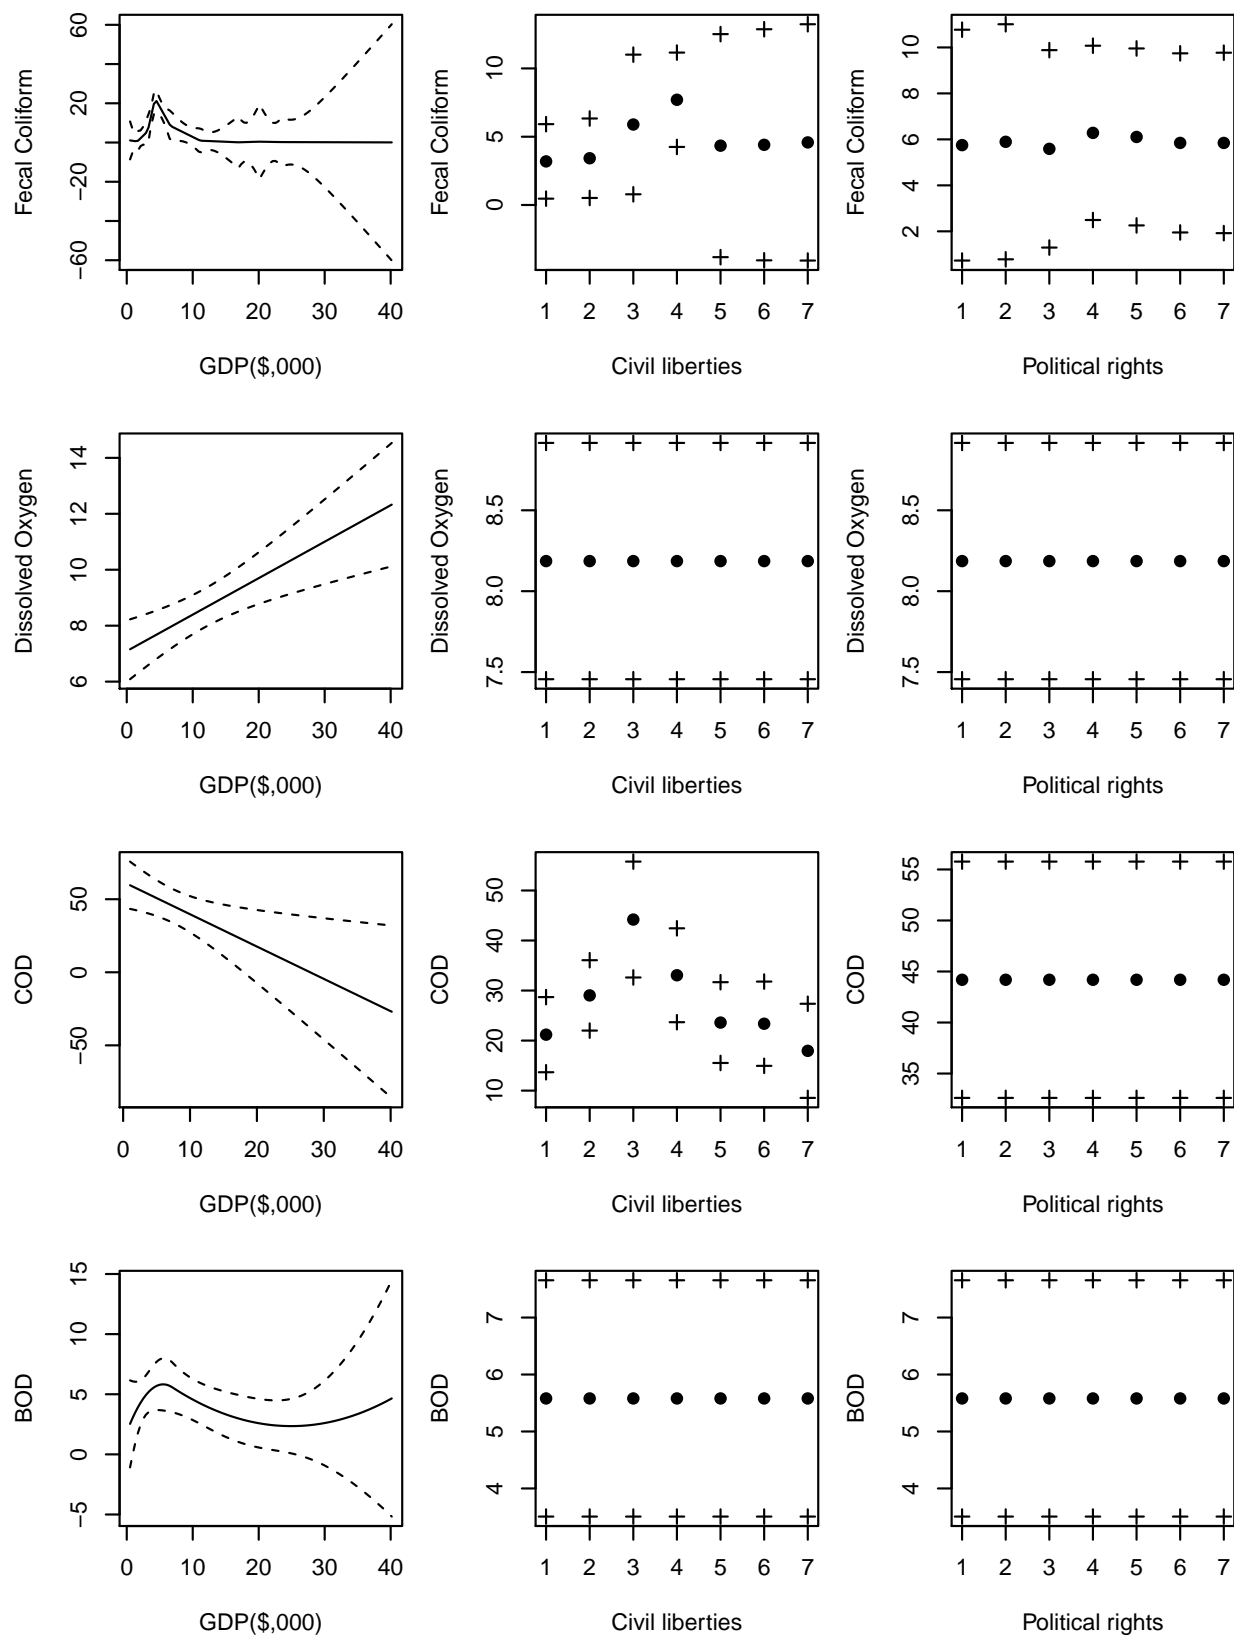 Fecal Coliform
60
20
−20
−60
0 10 20 30 40
GDP($,000)
Fecal Coliform
10
5
0
1 2 3 4 5 6 7
Civil liberties
Fecal Coliform
10
8
6
4
2
1 2 3 4 5 6 7
Political rights
Dissolved Oxygen
14
12
10
8
6
0 10 20 30 40
GDP($,000)
Dissolved Oxygen
8.5
8.0
7.5
1 2 3 4 5 6 7
Civil liberties
Dissolved Oxygen
8.5
8.0
7.5
1 2 3 4 5 6 7
Political rights
COD
50
0
−50
0 10 20 30 40
GDP($,000)
COD
50
40
30
20
10
1 2 3 4 5 6 7
Civil liberties
COD
55
50
45
40
35
1 2 3 4 5 6 7
Political rights
BOD
15
10
5
0
−5
0 10 20 30 40
GDP($,000)
BOD
7
6
5
4
1 2 3 4 5 6 7
Civil liberties
BOD
7
6
5
4
1 2 3 4 5 6 7
Political rights